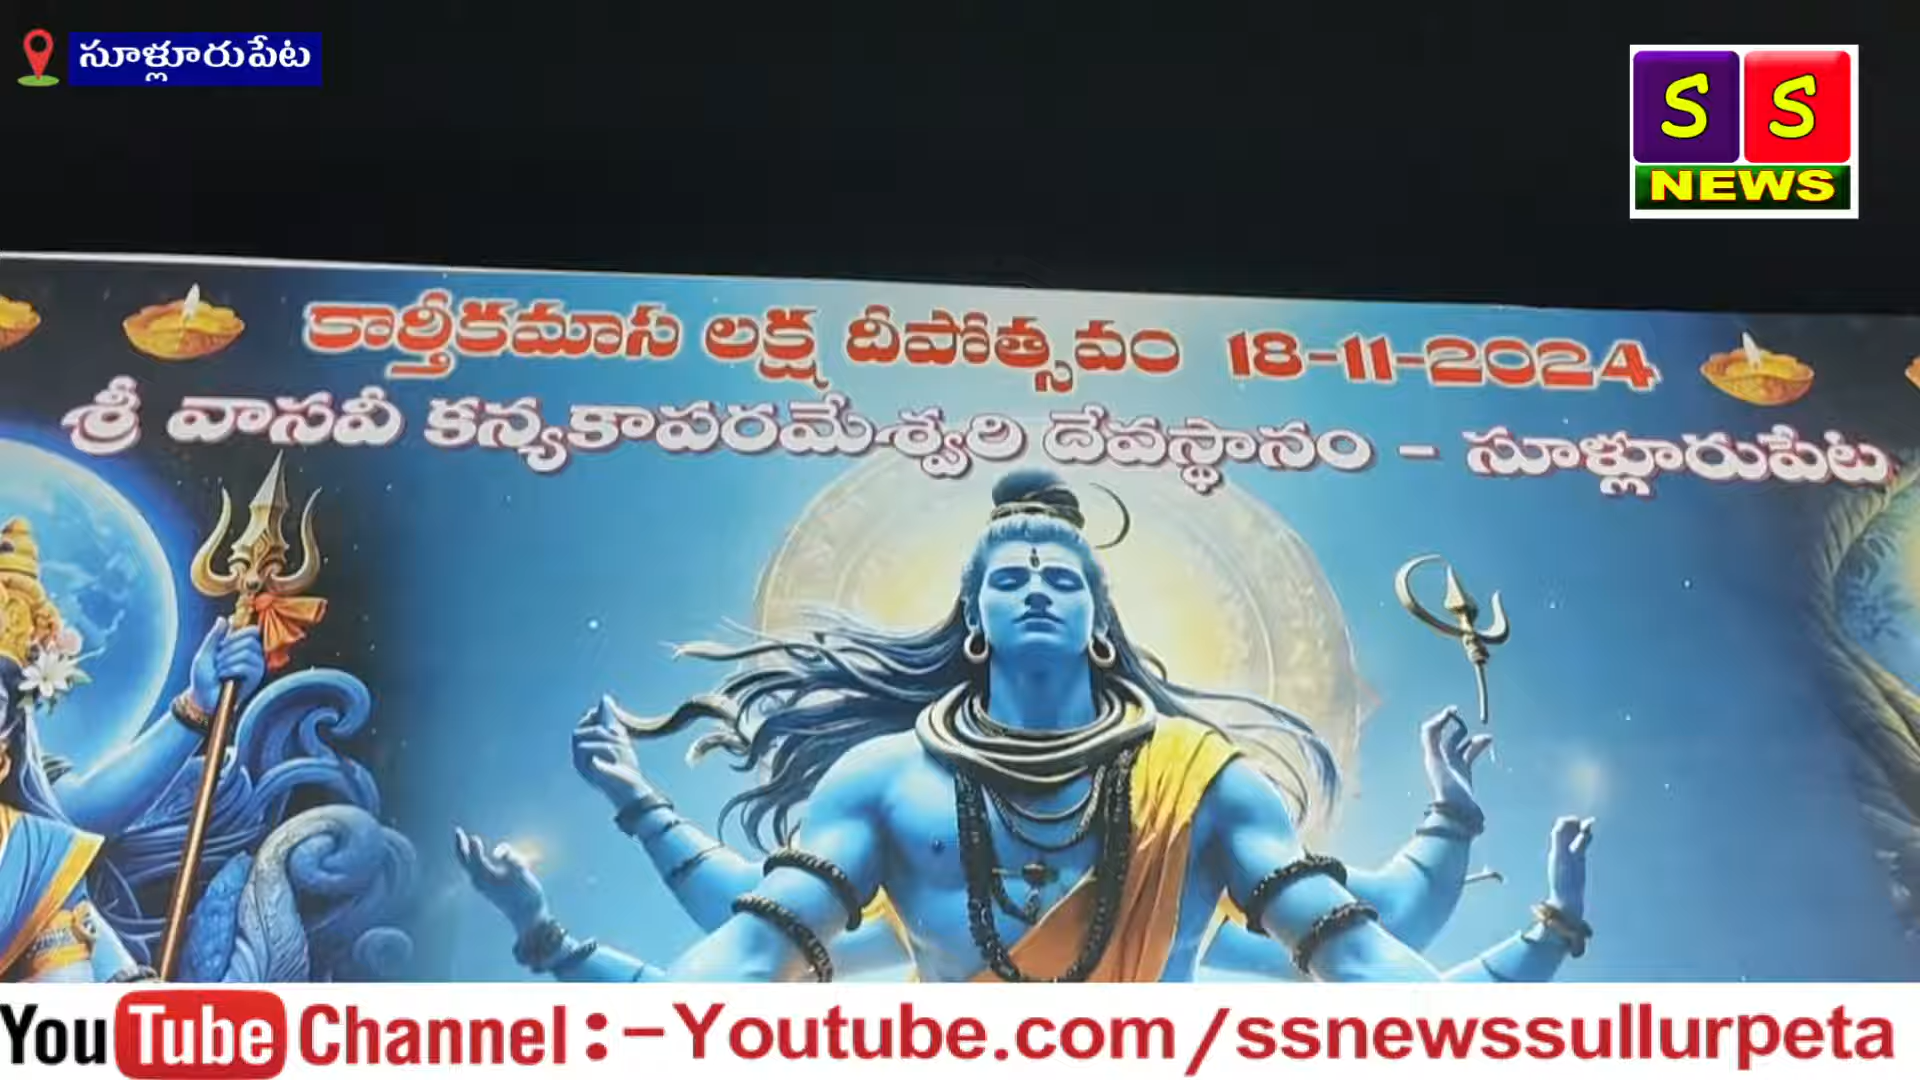 సూళ్లూరుపేట
S S
NEWS
కార్తీకమాస లక్ష దీపోత్సవం 18-11-2024
శ్రీ వాసవీ కన్యకాపరమేశ్వరి దేవస్థానం - సూళ్లూరుపేట
YouTube Channel :-Youtube.com/ssnewssullurpeta